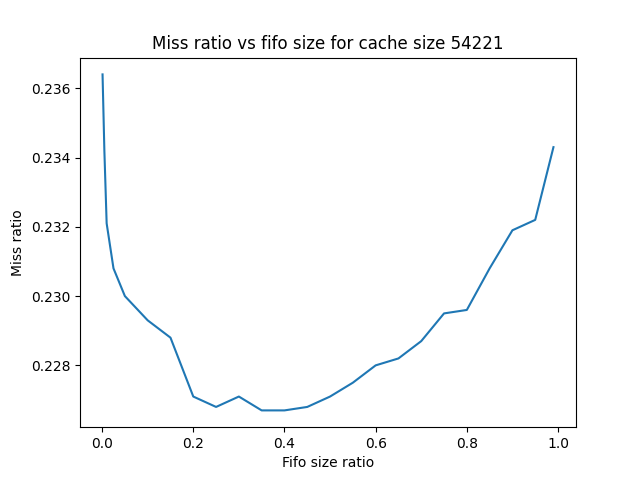 Miss ratio vs fifo size for cache size 54221
0.236
0.234
0.232
0.230
0.228
Miss ratio
0.0 0.2 0.4 0.6 0.8 1.0
Fifo size ratio